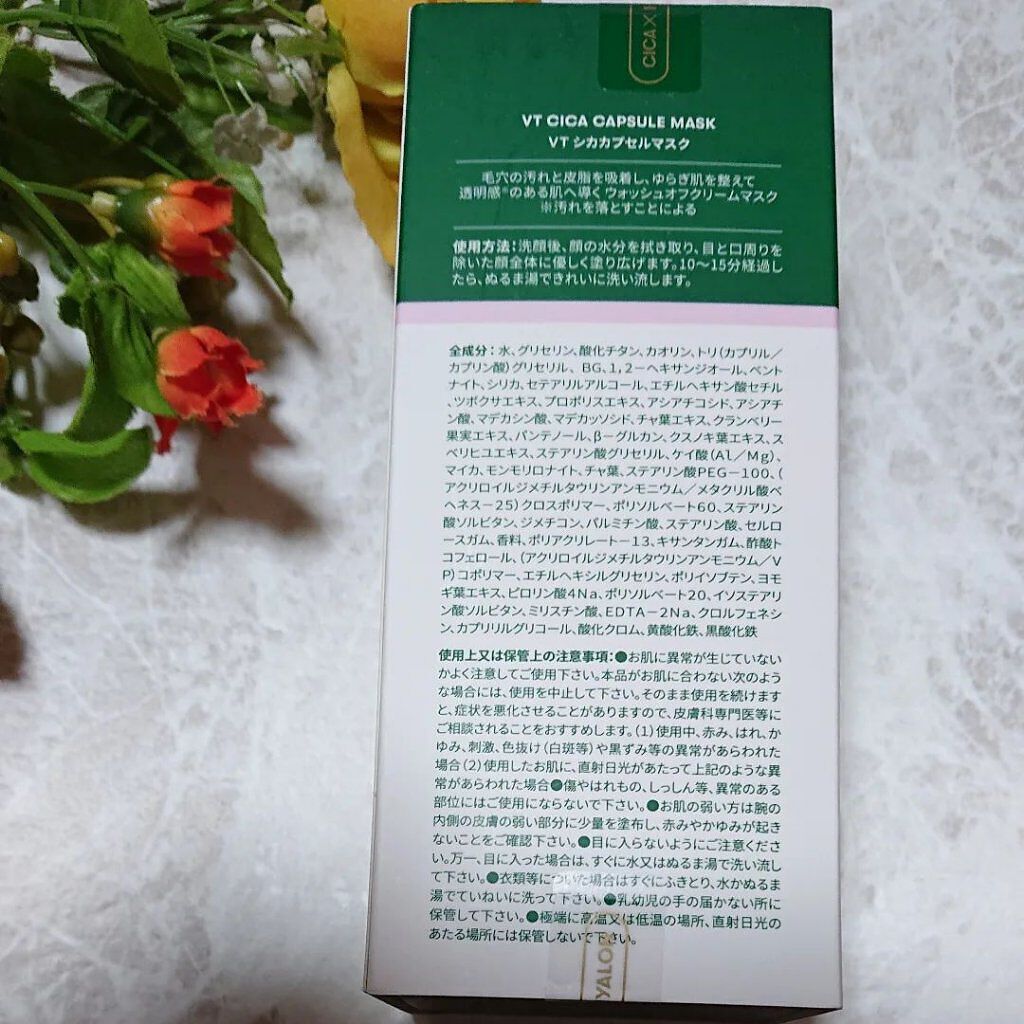 CICA×
VT CICA CAPSULE MASK
VT シカカプセルマスク
毛穴の汚れと皮脂を吸着し、ゆらぎ肌を整えて
透明感※のある肌へ導くウォッシュオフクリームマスク
※汚れを落とすことによる
使用方法：洗顔後、顔の水分を拭き取り、目と口周りを
除いた顔全体に優しく塗り広げます。10～15分経過し
たら、ぬるま湯できれいに洗い流します。
全成分：水、グリセリン、酸化チタン、カオリン、トリ（カプリル／
カプリン酸）グリセリル、BG、1,2－ヘキサンジオール、ベント
ナイト、シリカ、セテアリルアルコール、エチルヘキサン酸セチル
、ツボクサエキス、プロポリスエキス、アシアチコシド、アシアチ
ン酸、マデカシン酸、マデカッソシド、チャ葉エキス、クランベリー
果実エキス、パンテノール、β－グルカン、クスノキ葉エキス、ス
ベリヒユエキス、ステアリン酸グリセリル、ケイ酸（Al／Mg）、
マイカ、モンモリロナイト、チャ葉、ステアリン酸PEG－100、（
アクリロイルジメチルタウリンアンモニウム／メタクリル酸ベ
ヘネス－25）クロスポリマー、ポリソルベート60、ステアリン
酸ソルビタン、ジメチコン、パルミチン酸、ステアリン酸、セルロ
ースガム、香料、ポリアクリレート－13、キサンタンガム、酢酸ト
コフェロール、（アクリロイルジメチルタウリンアンモニウム／V
P）コポリマー、エチルヘキシルグリセリン、ポリイソブテン、ヨモ
ギ葉エキス、ピロリン酸4Na、ポリソルベート20、イソステアリ
ン酸ソルビタン、ミリスチン酸、EDTA－2Na、クロルフェネシ
ン、カプリリルグリコール、酸化クロム、黄酸化鉄、黒酸化鉄
使用上又は保管上の注意事項：●お肌に異常が生じていない
かよく注意してご使用下さい。本品がお肌に合わない次のよう
な場合には、使用を中止して下さい。そのまま使用を続けます
と、症状を悪化させることがありますので、皮膚科専門医等に
ご相談されることをおすすめします。（1）使用中、赤み、はれ、か
ゆみ、刺激、色抜け（白斑等）や黒ずみ等の異常があらわれた
場合（2）使用したお肌に、直射日光があたって上記のような異
常があらわれた場合●傷やはれもの、しっしん等、異常のある
部位にはご使用にならないで下さい。●お肌の弱い方は腕の
内側の皮膚の弱い部分に少量を塗布し、赤みやかゆみが起き
ないことをご確認下さい。●目に入らないようにご注意くださ
い。万一、目に入った場合は、すぐに水又はぬるま湯で洗い流し
て下さい。●衣類等についた場合はすぐにふきとり、水かぬるま
湯でていねいに洗って下さい。●乳幼児の手の届かない所に
保管して下さい。●極端に高温又は低温の場所、直射日光の
あたる場所には保管しないで下さい。
YALOR